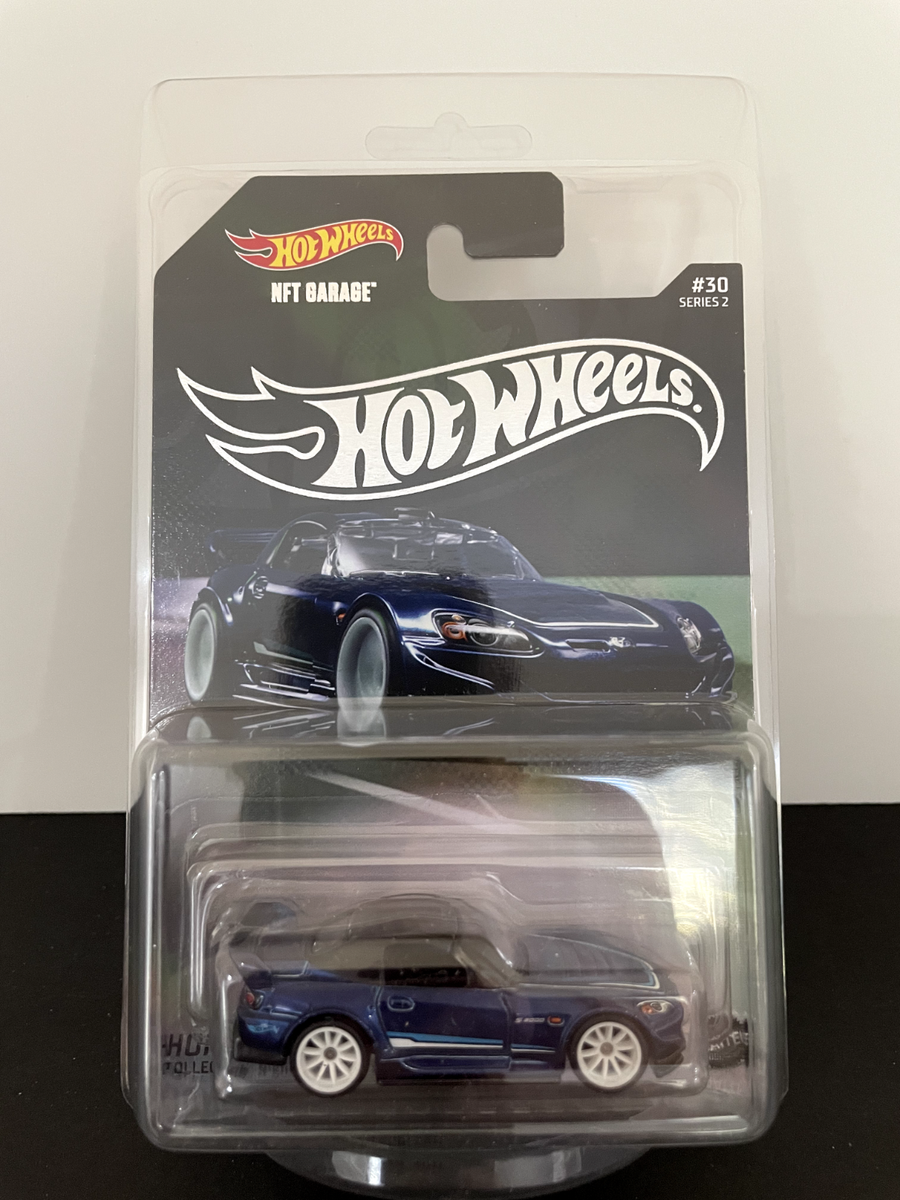 HOT WHEELS
NFT GARAGE™
#30
SERIES 2
HOT WHEELS.